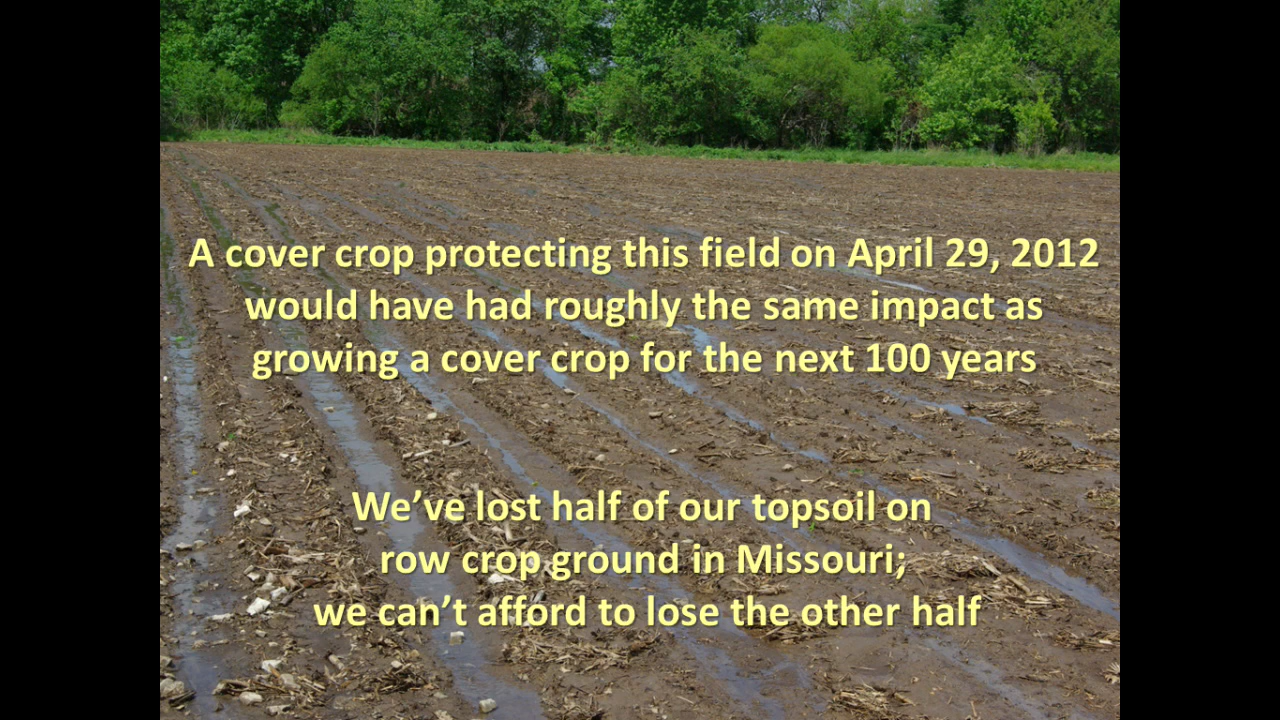 A cover crop protecting this field on April 29, 2012
would have had roughly the same impact as
growing a cover crop for the next 100 years
We’ve lost half of our topsoil on
row crop ground in Missouri;
we can’t afford to lose the other half